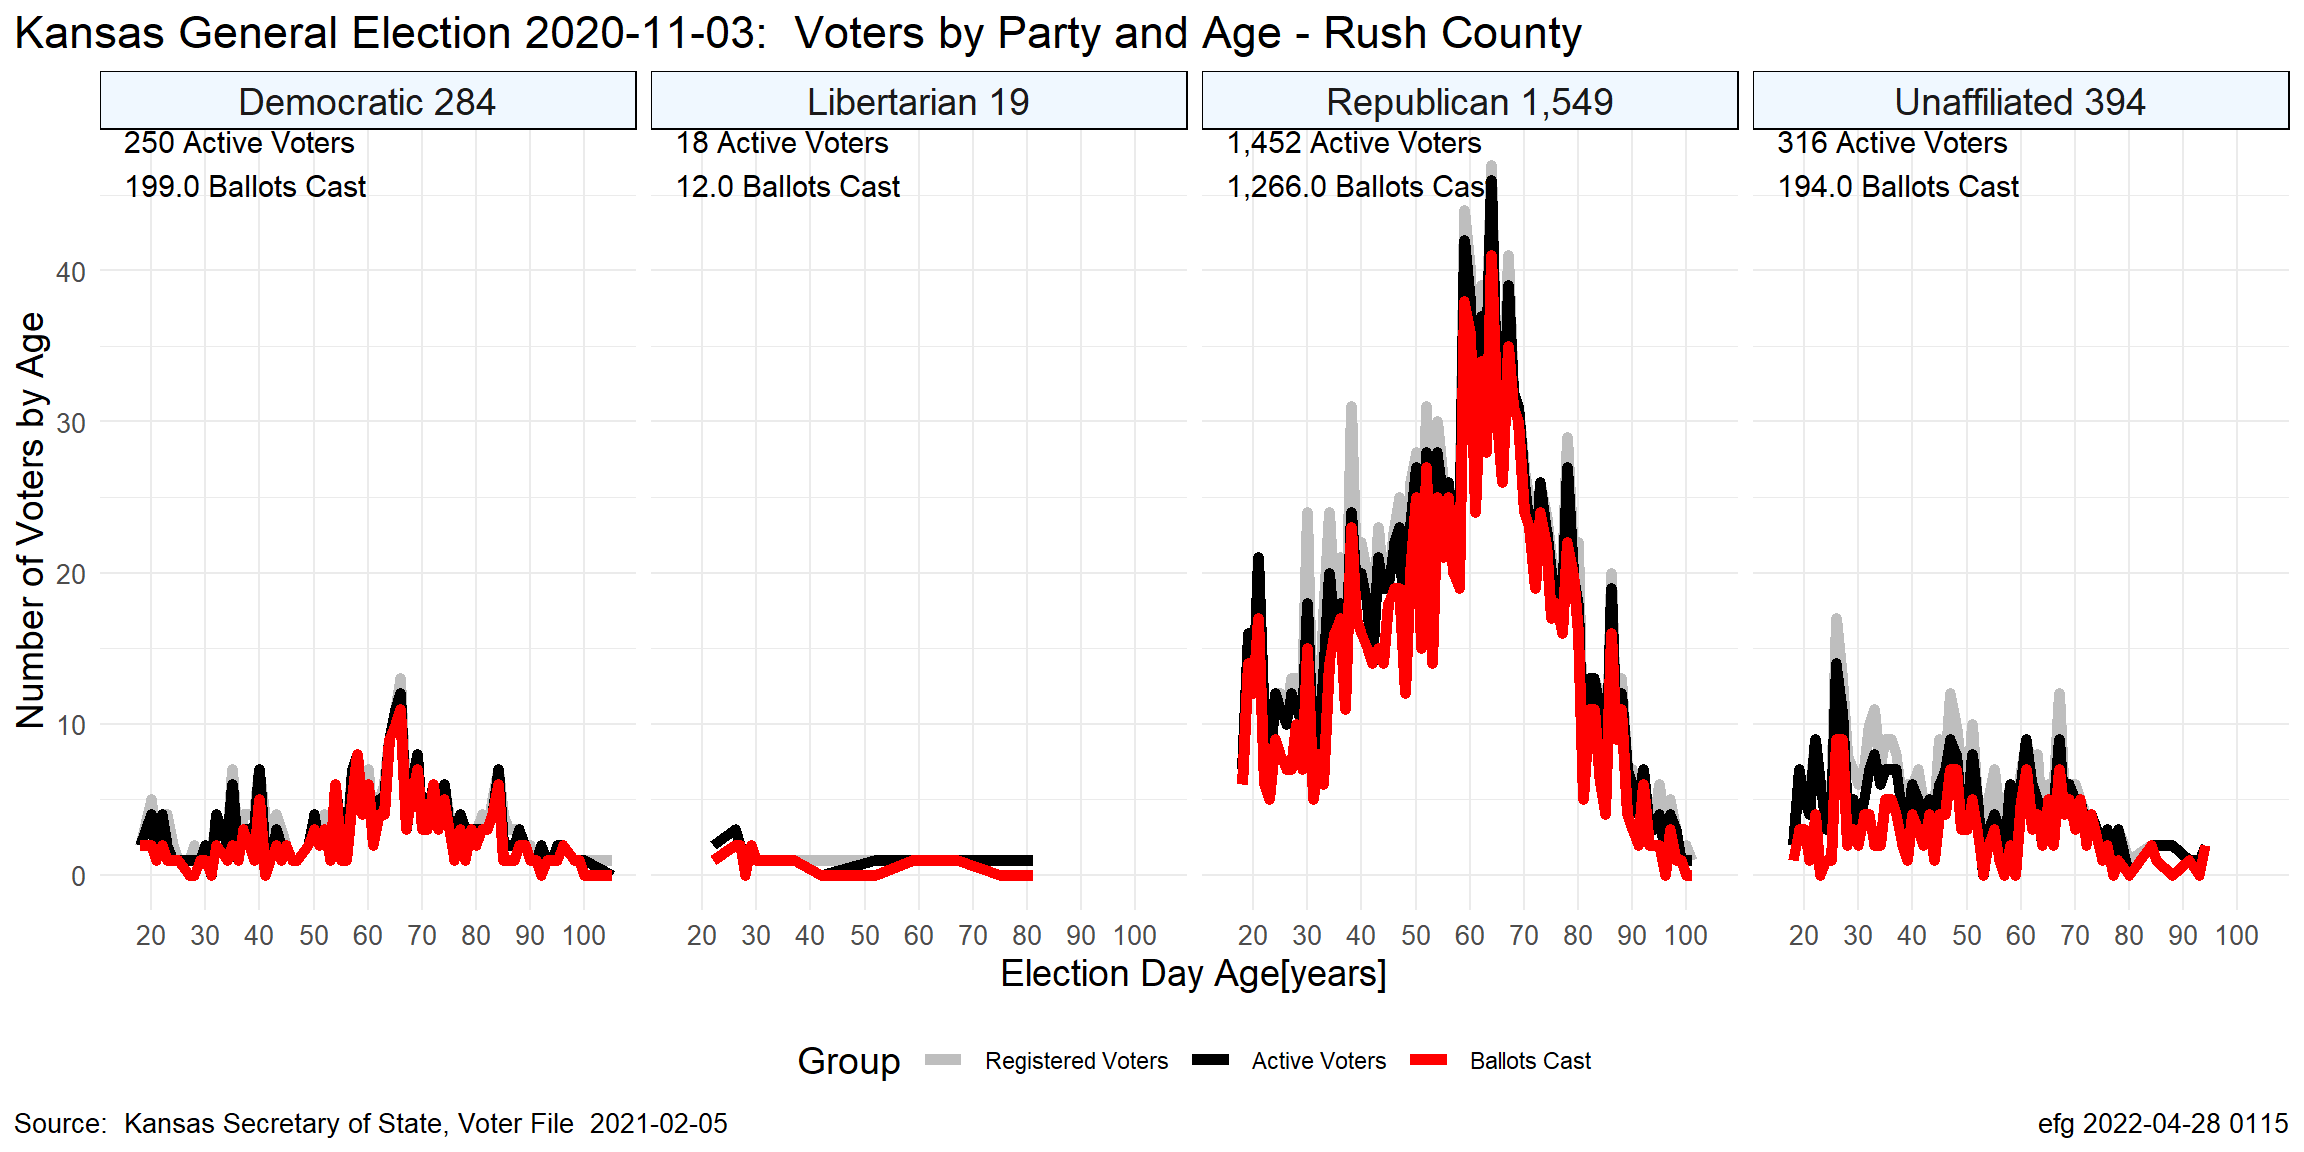 Kansas General Election 2020-11-03:  Voters by Party and Age - Rush County
Democratic 284
Libertarian 19
Republican 1,549
Unaffiliated 394
250 Active Voters
199.0 Ballots Cast
18 Active Voters
12.0 Ballots Cast
1,452 Active Voters
1,266.0 Ballots Cast
316 Active Voters
194.0 Ballots Cast
Number of Voters by Age
40
30
20
10
0
20 30 40 50 60 70 80 90 100
20 30 40 50 60 70 80 90 100
20 30 40 50 60 70 80 90 100
20 30 40 50 60 70 80 90 100
Election Day Age[years]
Group Registered Voters Active Voters Ballots Cast
Source:  Kansas Secretary of State, Voter File  2021-02-05
efg 2022-04-28 0115